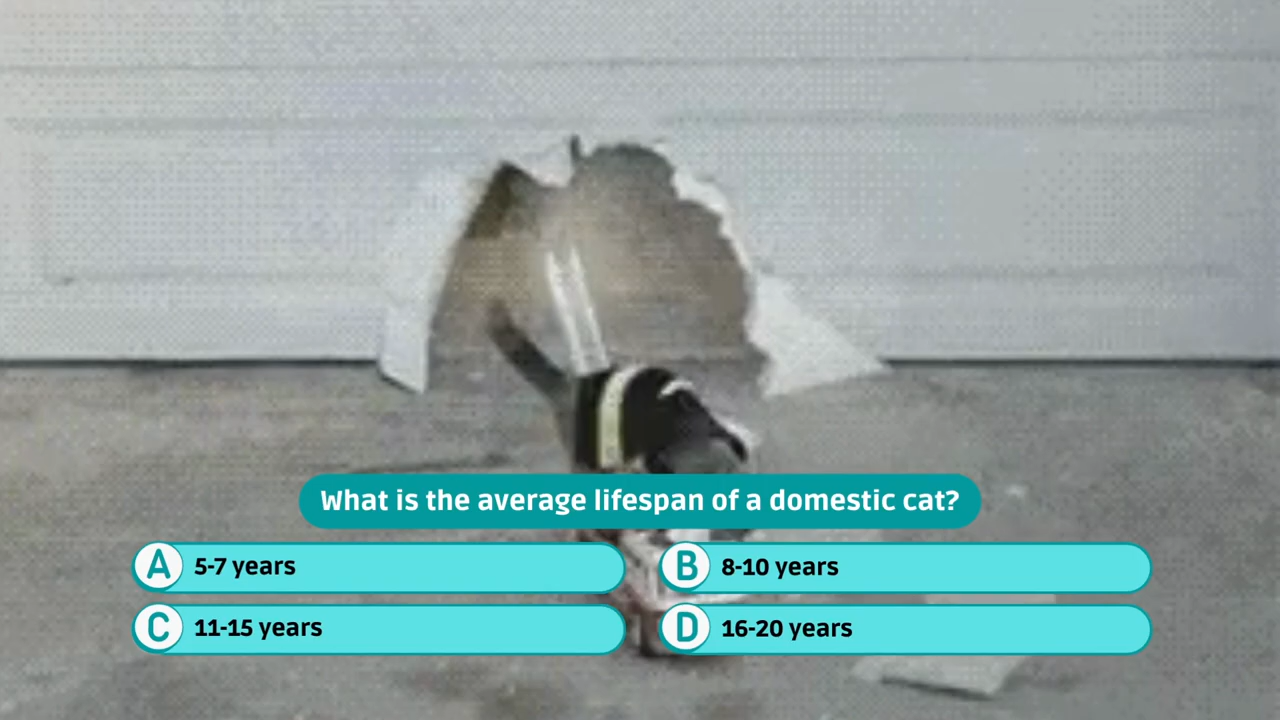 What is the average lifespan of a domestic cat?
A 5-7 years
B 8-10 years
C 11-15 years
D 16-20 years